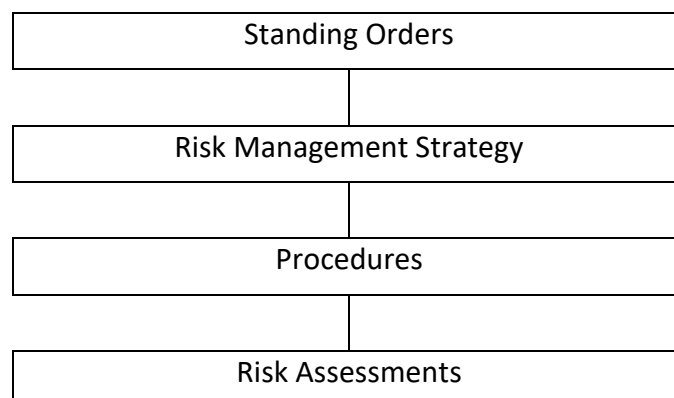 Standing Orders
Risk Management Strategy
Procedures
Risk Assessments